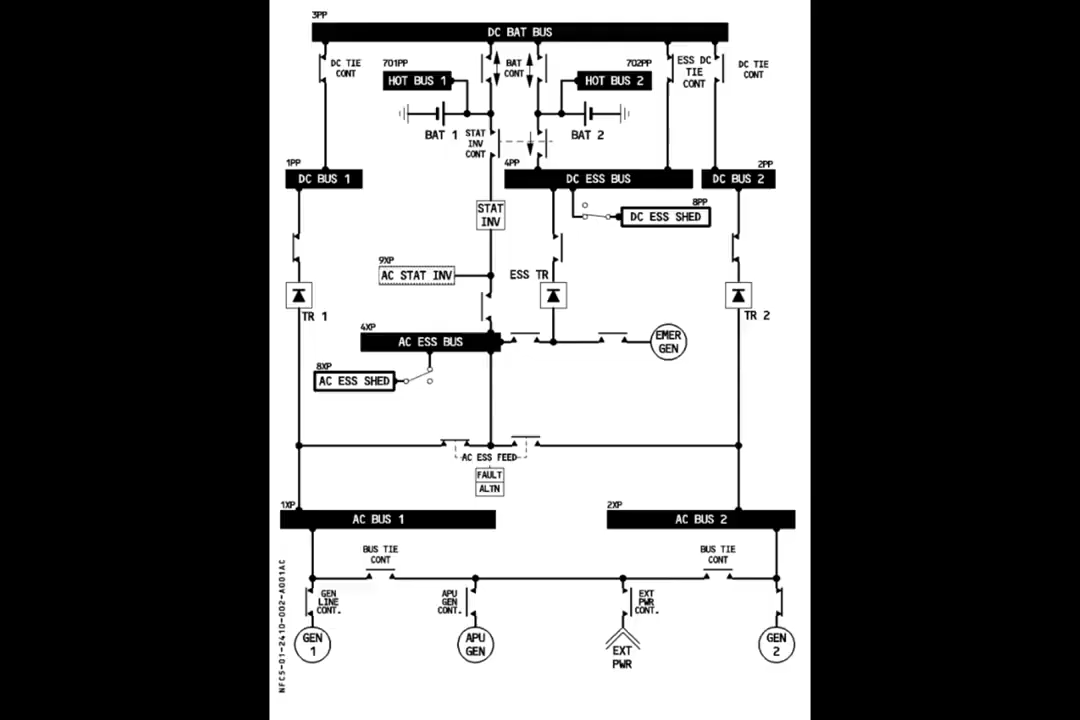 3PP
DC BAT BUS
DC TIE
CONT
701PP
HOT BUS 1
BAT
CONT
702PP
HOT BUS 2
ESS DC
TIE
CONT
DC TIE
CONT
BAT 1
STAT
INV
CONT
BAT 2
1PP
DC BUS 1
4PP
DC ESS BUS
2PP
DC BUS 2
8PP
DC ESS SHED
STAT
INV
9XP
AC STAT INV
ESS TR
TR 1
TR 2
4XP
AC ESS BUS
EMER
GEN
8XP
AC ESS SHED
AC ESS FEED
FAULT
ALTN
1XP
AC BUS 1
2XP
AC BUS 2
BUS TIE
CONT
BUS TIE
CONT
GEN
LINE
CONT.
APU
GEN
CONT.
EXT
PWR
CONT.
GEN
1
APU
GEN
EXT
PWR
GEN
2
NFC5-01-2410-002-A001AC